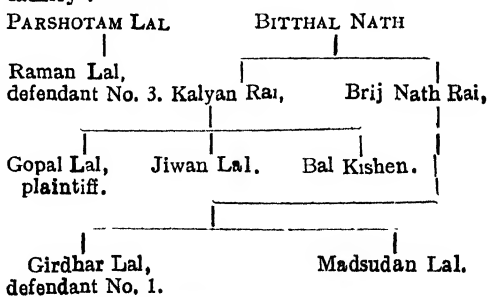 PARSHOTAM LAL BITTHAL NATH
Raman Lal,
defendant No. 3. Kalyan Rai, Brij Nath Rai,
Gopal Lal, Jiwan Lal. Bal Kishen.
plaintiff.
Girdhar Lal, Madsudan Lal.
defendant No. 1.